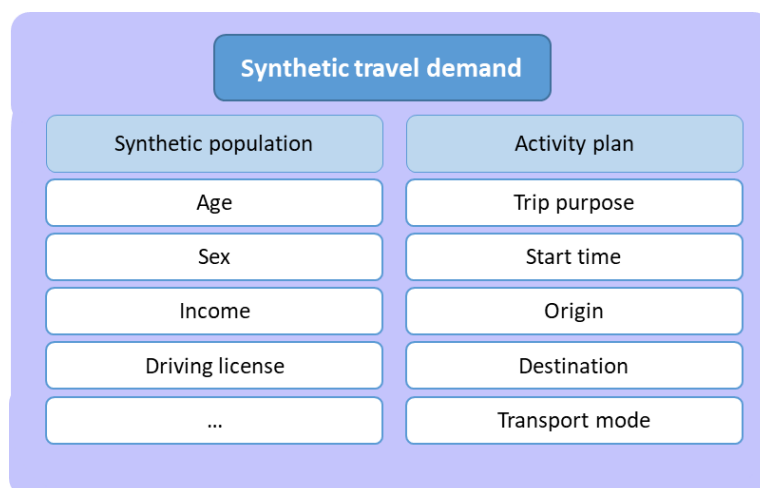 Synthetic travel demand
Synthetic population
Age
Sex
Income
Driving license
...
Activity plan
Trip purpose
Start time
Origin
Destination
Transport mode